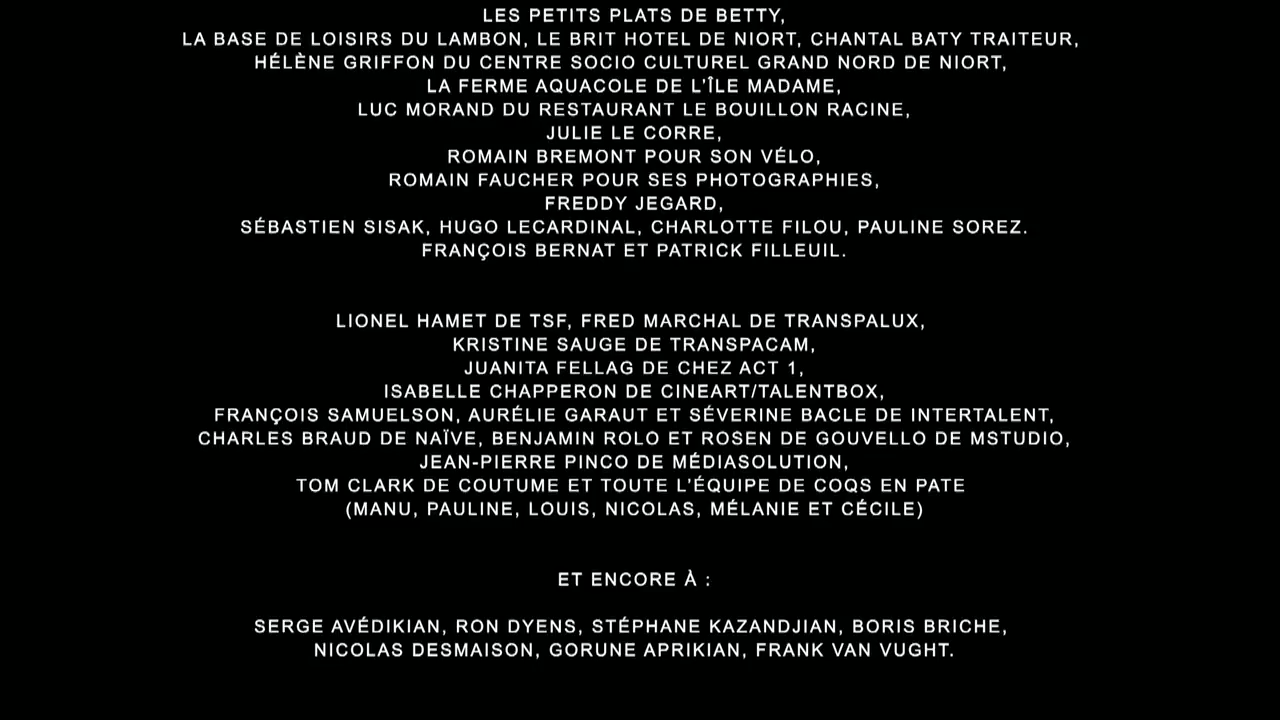 LES PETITS PLATS DE BETTY,
LA BASE DE LOISIRS DU LAMBON, LE BRIT HOTEL DE NIORT, CHANTAL BATY TRAITEUR,
HÉLÈNE GRIFFON DU CENTRE SOCIO CULTUREL GRAND NORD DE NIORT,
LA FERME AQUACOLE DE L'ÎLE MADAME,
LUC MORAND DU RESTAURANT LE BOUILLON RACINE,
JULIE LE CORRE,
ROMAIN BREMONT POUR SON VÉLO,
ROMAIN FAUCHER POUR SES PHOTOGRAPHIES,
FREDDY JEGARD,
SÉBASTIEN SISAK, HUGO LECARDINAL, CHARLOTTE FILOU, PAULINE SOREZ.
FRANÇOIS BERNAT ET PATRICK FILLEUIL.
LIONEL HAMET DE TSF, FRED MARCHAL DE TRANSPALUX,
KRISTINE SAUGE DE TRANSPACAM,
JUANITA FELLAG DE CHEZ ACT 1,
ISABELLE CHAPPERON DE CINEART/TALENTBOX,
FRANÇOIS SAMUELSON, AURÉLIE GARAUT ET SÉVERINE BACLE DE INTERTALENT,
CHARLES BRAUD DE NAÏVE, BENJAMIN ROLO ET ROSEN DE GOUVELLO DE MSTUDIO,
JEAN-PIERRE PINCO DE MÉDIASOLUTION,
TOM CLARK DE COUTUME ET TOUTE L'ÉQUIPE DE COQS EN PATE
(MANU, PAULINE, LOUIS, NICOLAS, MÉLANIE ET CÉCILE)
ET ENCORE À :
SERGE AVÉDIKIAN, RON DYENS, STÉPHANE KAZANDJIAN, BORIS BRICHE,
NICOLAS DESMAISON, GORUNE APRIKIAN, FRANK VAN VUGHT.